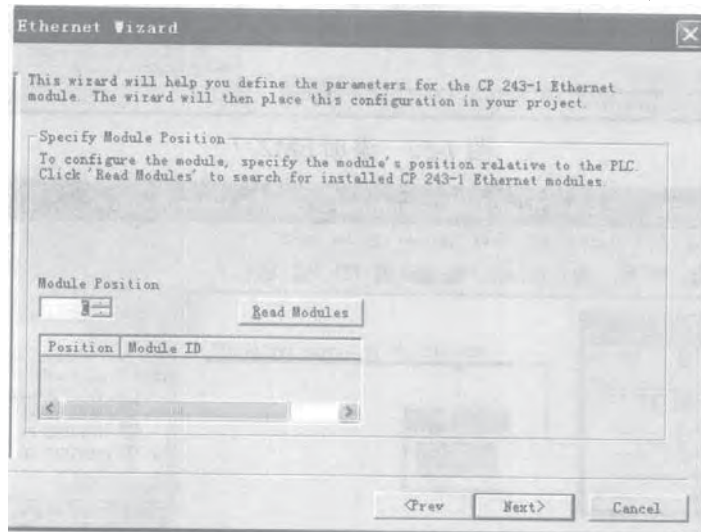 Ethernet Wizard
This wizard will help you define the parameters for the CP 243-1 Ethernet
module. The wizard will then place this configuration in your project.
Specify Module Position
To configure the module, specify the module's position relative to the PLC.
Click 'Read Modules' to search for installed CP 243-1 Ethernet modules.
Module Position
Read Modules
Position Module ID
<Prev Next> Cancel